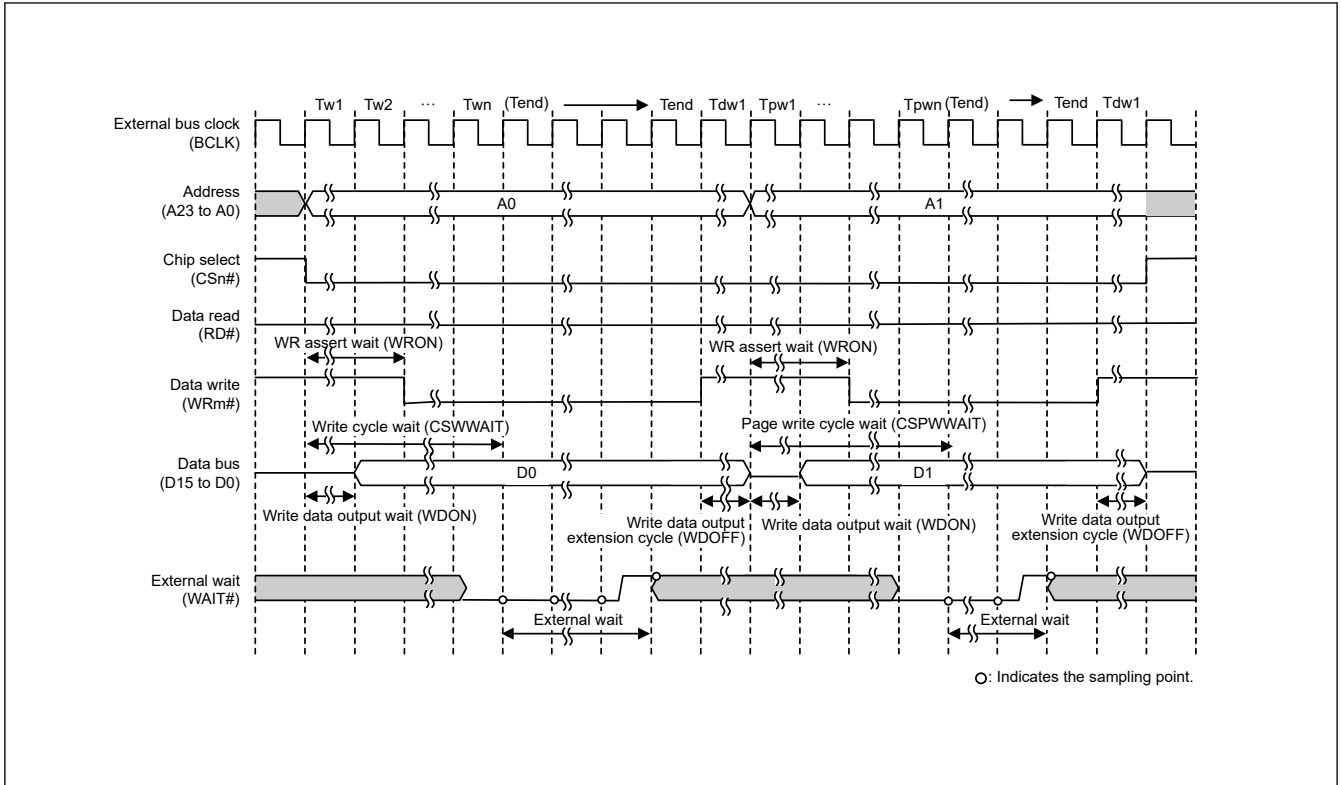 Tw1 Tw2 ... Twn (Tend) Tend Tdw1 Tpw1 ... Tpwn (Tend) Tend Tdw1
External bus clock
(BCLK)
Address
(A23 to A0)
A0 A1
Chip select
(CSn#)
Data read
(RD#)
WR assert wait (WRON) WR assert wait (WRON)
Data write
(WRm#)
Write cycle wait (CSWWAIT) Page write cycle wait (CSPWWAIT)
Data bus
(D15 to D0)
D0 D1
Write data output wait (WDON)
Write data output
extension cycle (WDOFF)
Write data output wait (WDON)
Write data output
extension cycle (WDOFF)
External wait
(WAIT#)
External wait External wait
: Indicates the sampling point.